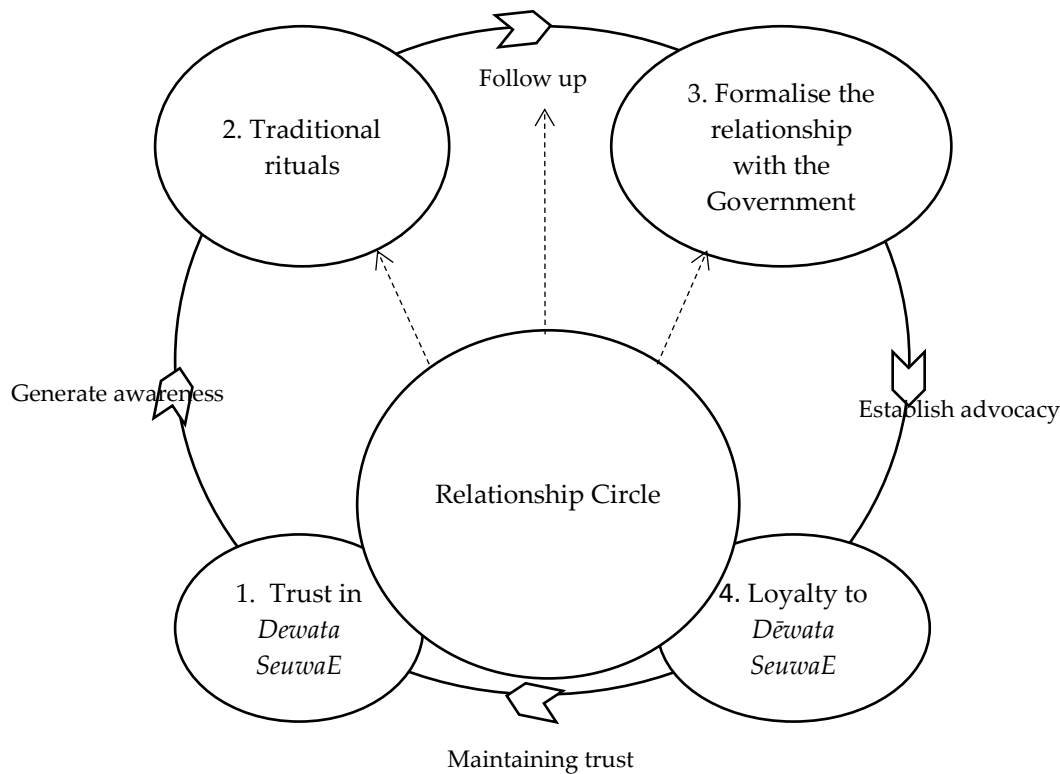 Follow up
2. Traditional
rituals
3. Formalise the
relationship
with the
Government
Generate awareness
Establish advocacy
Relationship Circle
1. Trust in
Dewata
SeuwaE
4. Loyalty to
Dēwata
SeuwaE
Maintaining trust